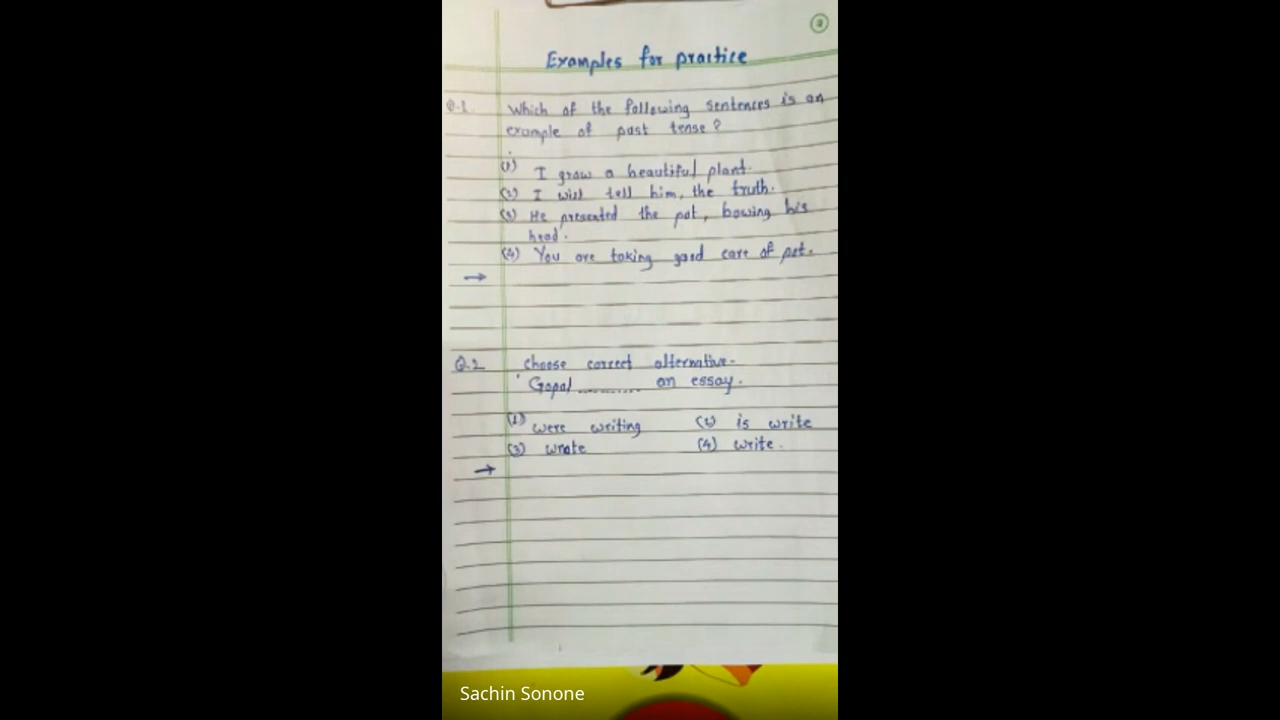 2
Examples for practice
Q.1. Which of the following sentences is an
example of past tense?
(1) I grow a beautiful plant.
(2) I will tell him, the truth.
(3) He presented the pot, bowing his
head.
(4) You are taking good care of pet.
→
Q.2 Choose correct alternative-
Gopal .......... an essay.
(1) were writing (2) is write
(3) wrote (4) write.
→
Sachin Sonone